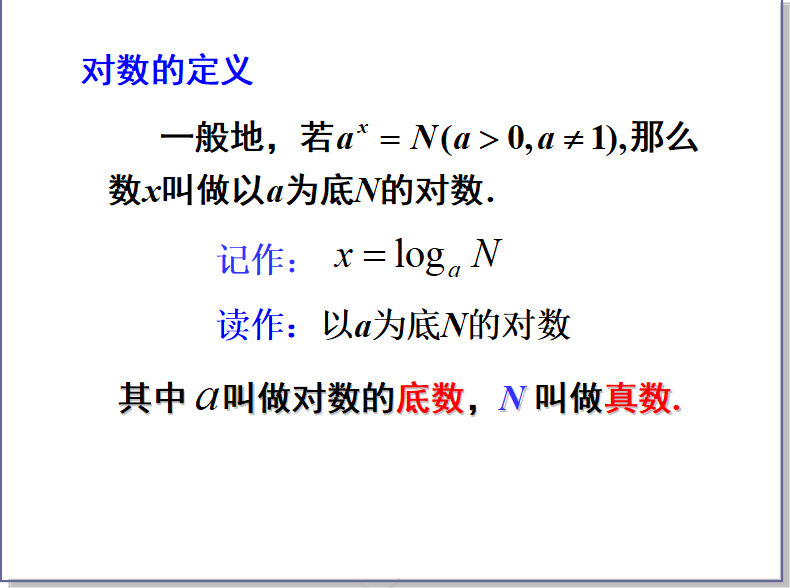 对数的定义
一般地，若aˣ = N(a > 0, a ≠ 1),那么
数x叫做以a为底N的对数.
记作： x = logₐ N
读作：以a为底N的对数
其中 a 叫做对数的底数，N 叫做真数.